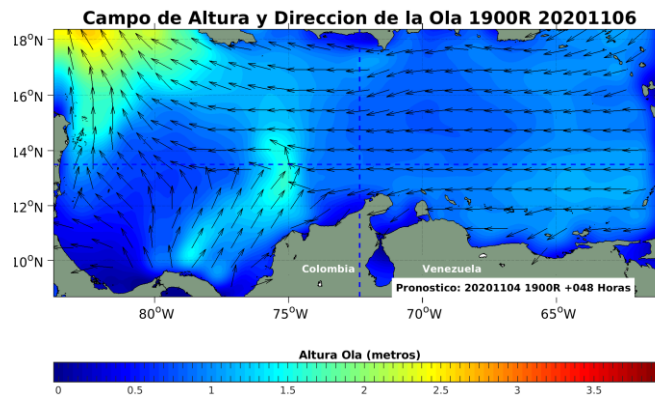 Campo de Altura y Direccion de la Ola 1900R 20201106
18°N
16°N
14°N
12°N
10°N
Colombia
Venezuela
Pronostico: 20201104 1900R +048 Horas
80°W
75°W
70°W
65°W
Altura Ola (metros)
0 0.5 1 1.5 2 2.5 3 3.5